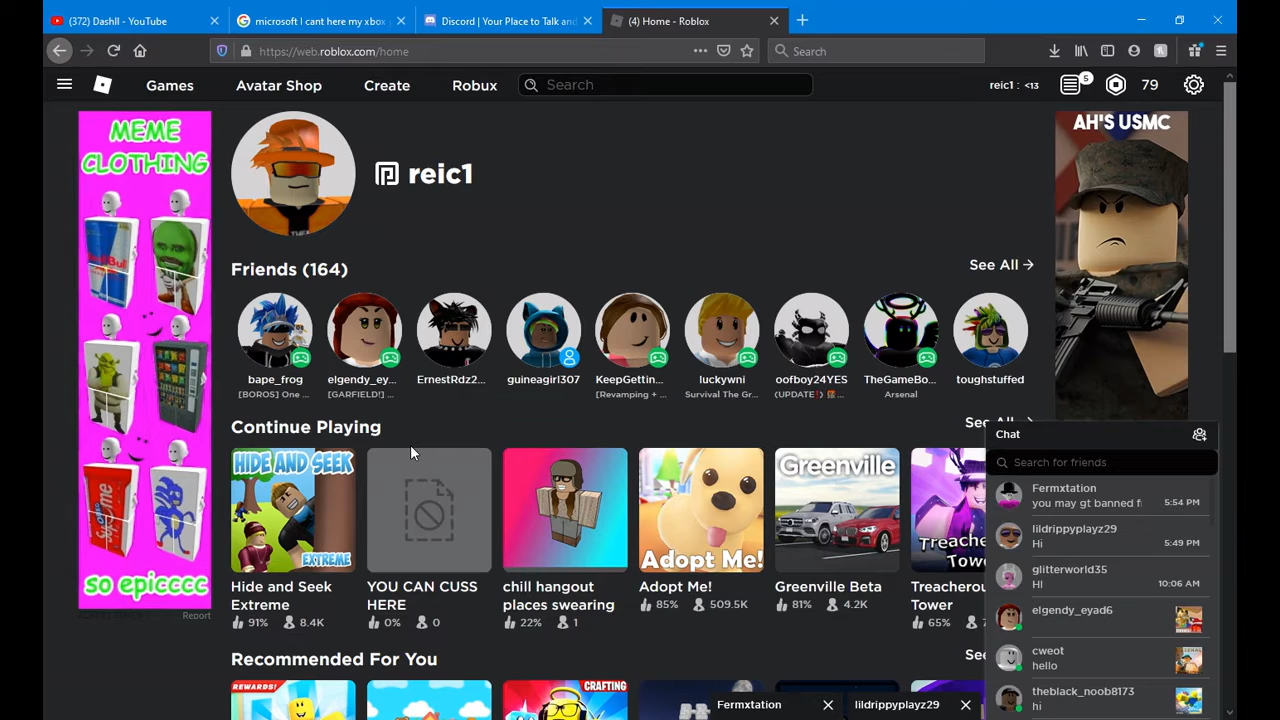 (372) DashII - YouTube
microsoft I cant here my xbox
Discord | Your Place to Talk and
(4) Home - Roblox
https://web.roblox.com/home
Search
Games
Avatar Shop
Create
Robux
Search
reic1 : <13
5
79
MEME
CLOTHING
so epicccc
Report
AH'S USMC
reic1
Friends (164)
See All
bape_frog
elgendy_ey...
ErnestRdz2...
guineagirl307
KeepGettin...
luckywni
oofboy24YES
TheGameBo...
toughstuffed
[BOROS] One ...
[GARFIELD!] ...
[Revamping + ...
Survival The Gr...
(UPDATE❗) ...
Arsenal
Continue Playing
See All
HIDE AND SEEK
EXTREME
Adopt Me!
Greenville
Treacherous
Tower
Hide and Seek
Extreme
91% 8.4K
YOU CAN CUSS
HERE
0% 0
chill hangout
places swearing
22% 1
Adopt Me!
85% 509.5K
Greenville Beta
81% 4.2K
Treacherou
Tower
65%
Recommended For You
See
REWARDS!
CRAFTING
Chat
Search for friends
Fermxtation
you may gt banned f
5:54 PM
lildrippyplayz29
Hi
5:49 PM
glitterworld35
HI
10:06 AM
elgendy_eyad6
cweot
hello
theblack_noob8173
hi
Fermxtation
lildrippyplayz29